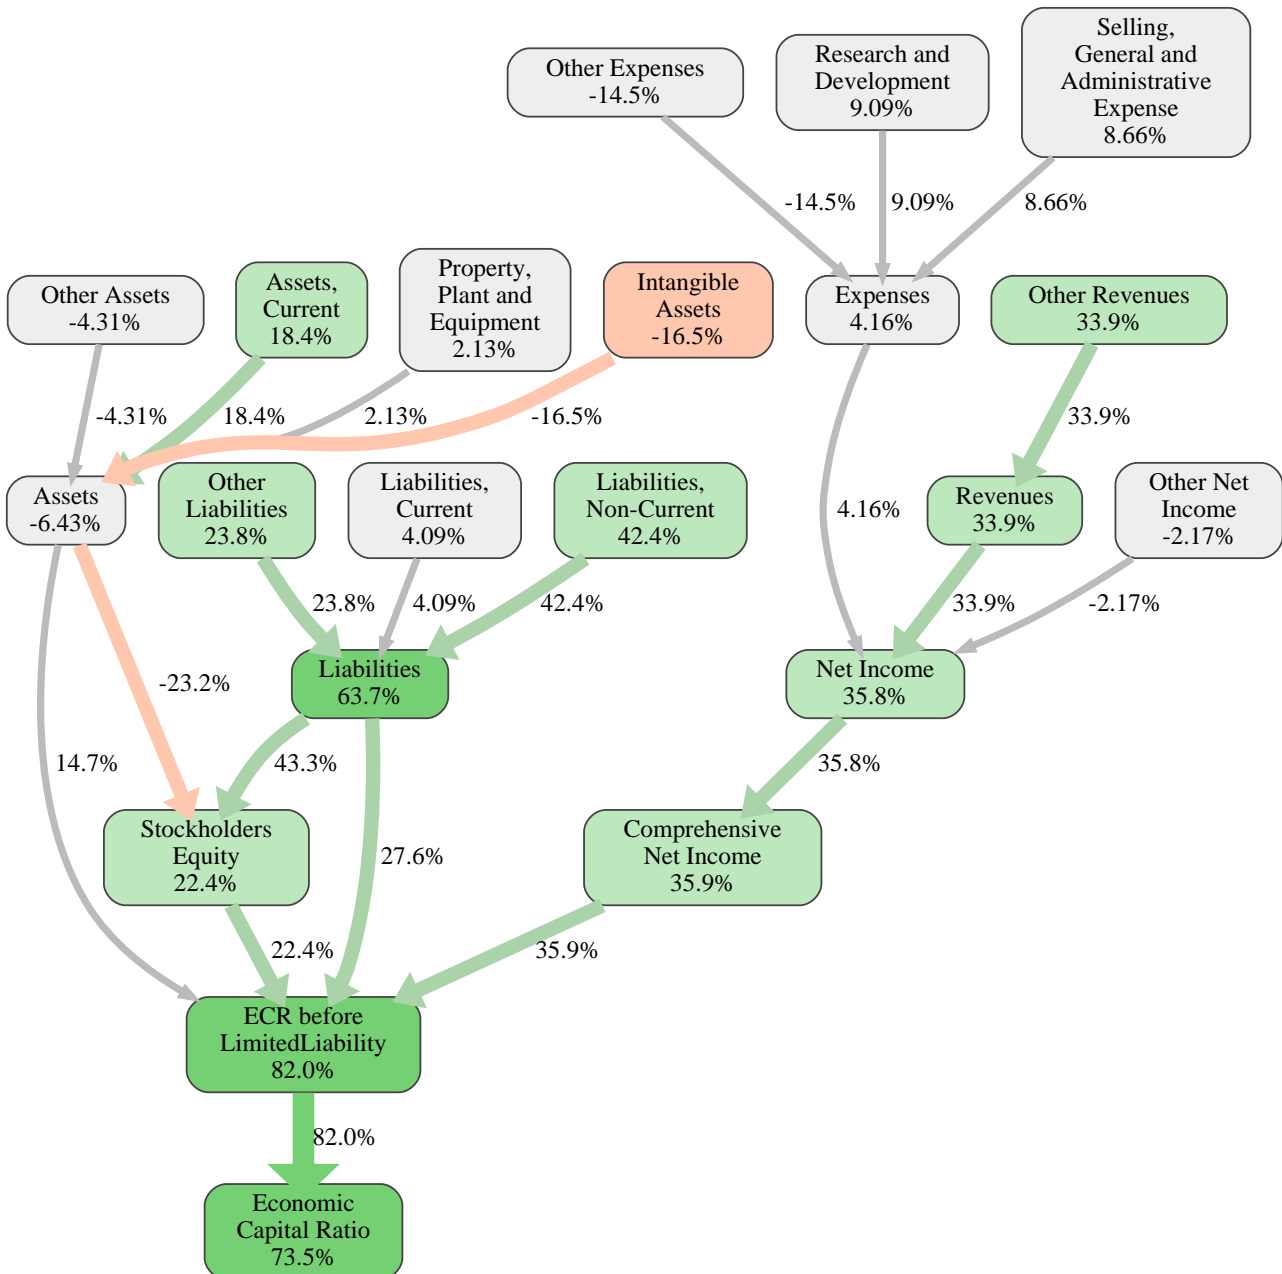 Selling,
General and
Administrative
Expense
8.66%
Research and
Development
9.09%
Other Expenses
-14.5%
-14.5%
9.09%
8.66%
Other Assets
-4.31%
Assets,
Current
18.4%
Property,
Plant and
Equipment
2.13%
Intangible
Assets
-16.5%
Expenses
4.16%
Other Revenues
33.9%
-4.31%
18.4%
2.13%
-16.5%
33.9%
Assets
-6.43%
Other
Liabilities
23.8%
Liabilities,
Current
4.09%
Liabilities,
Non-Current
42.4%
4.16%
Revenues
33.9%
Other Net
Income
-2.17%
23.8%
4.09%
42.4%
33.9%
-2.17%
-23.2%
Liabilities
63.7%
Net Income
35.8%
14.7%
43.3%
35.8%
Stockholders
Equity
22.4%
27.6%
Comprehensive
Net Income
35.9%
22.4%
35.9%
ECR before
LimitedLiability
82.0%
82.0%
Economic
Capital Ratio
73.5%